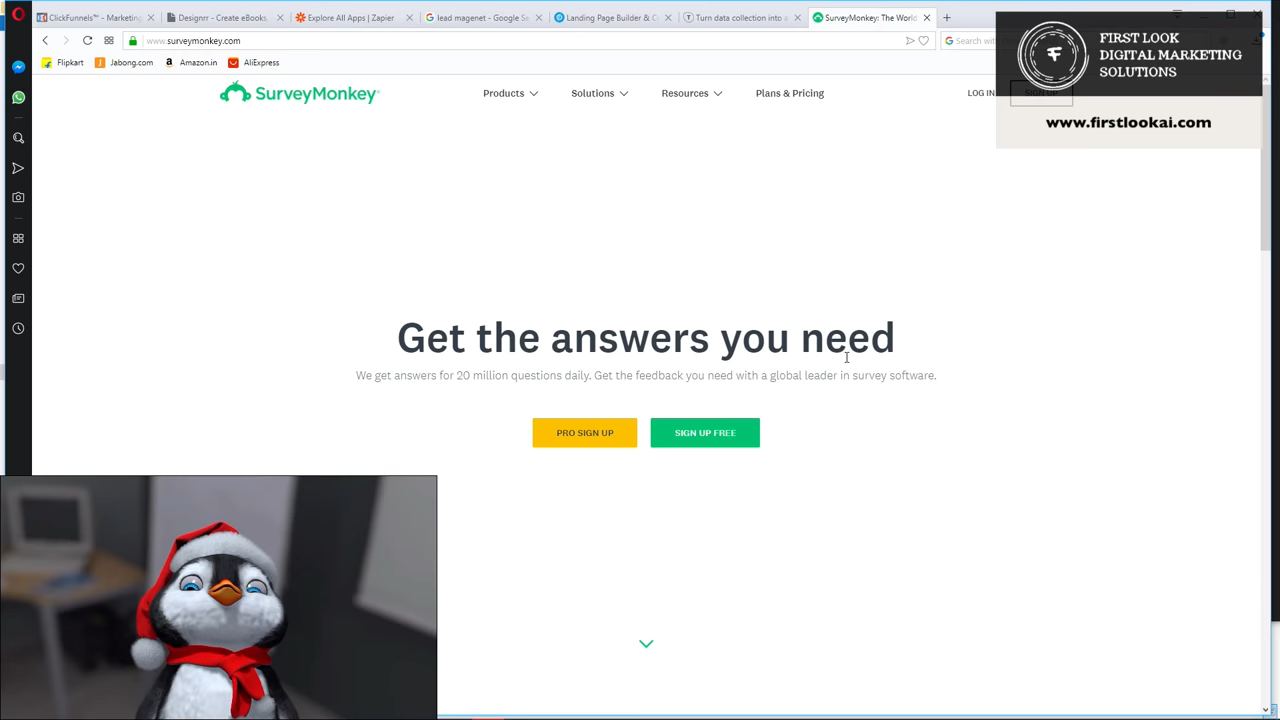 ClickFunnels™ - Marketing
Designrr - Create eBooks,
Explore All Apps | Zapier
lead magenet - Google Se
Landing Page Builder & C
Turn data collection into a
SurveyMonkey: The World
www.surveymonkey.com
Search with
Flipkart
Jabong.com
Amazon.in
AliExpress
FIRST LOOK
DIGITAL MARKETING
SOLUTIONS
www.firstlookai.com
SurveyMonkey
Products
Solutions
Resources
Plans & Pricing
LOG IN
SIGN UP
Get the answers you need
We get answers for 20 million questions daily. Get the feedback you need with a global leader in survey software.
PRO SIGN UP
SIGN UP FREE